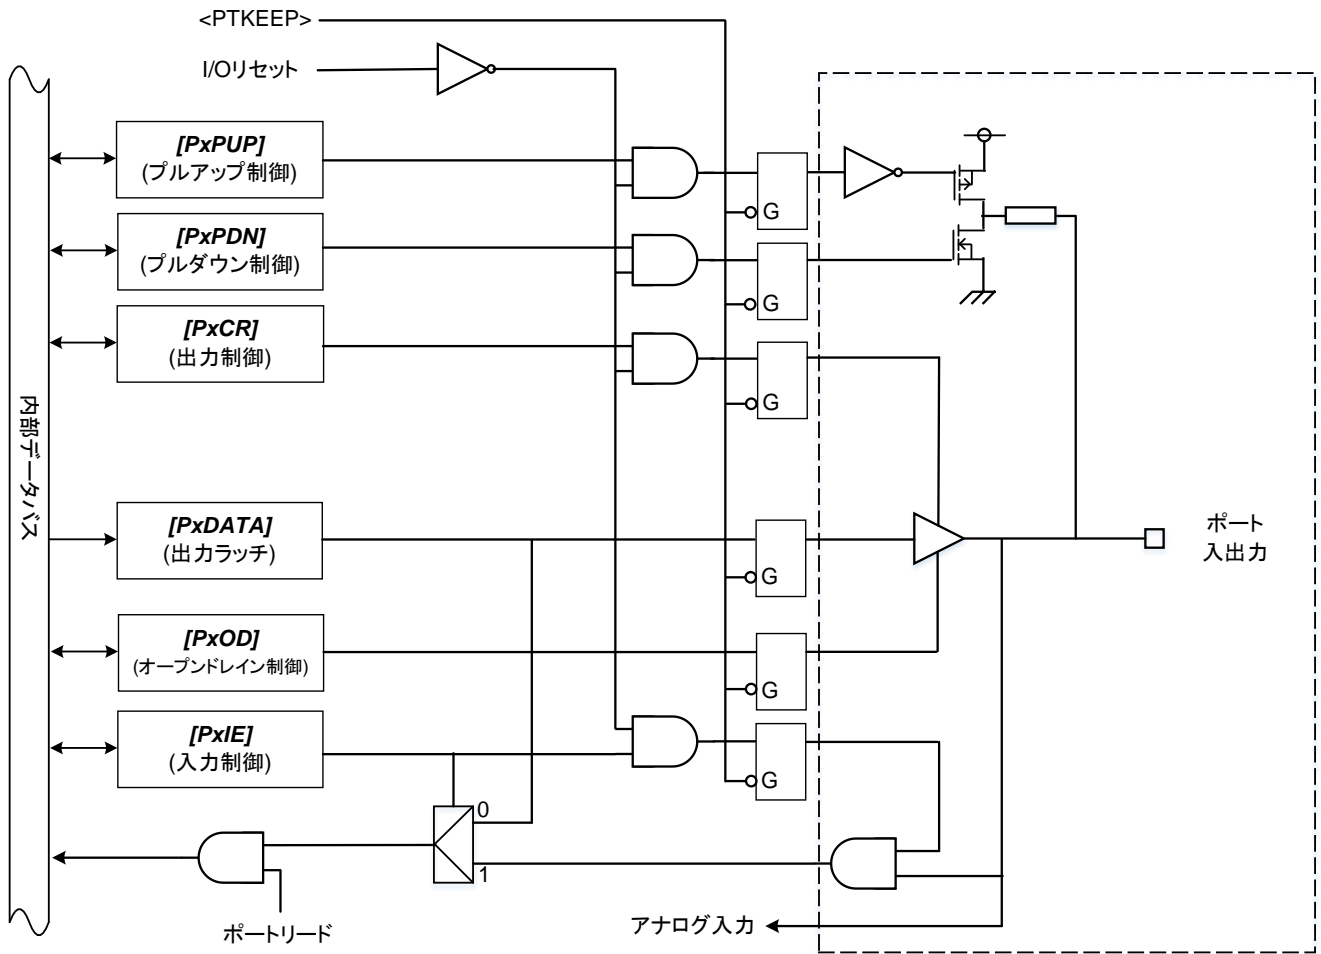 <PTKEEP>
I/Oリセット
[PxPUP]
(プルアップ制御)
G
[PxPDN]
(プルダウン制御)
G
[PxCR]
(出力制御)
G
内部データバス
[PxDATA]
(出力ラッチ)
G
ポート
入出力
[PxOD]
(オープンドレイン制御)
G
[PxIE]
(入力制御)
G
0
1
ポートリード
アナログ入力